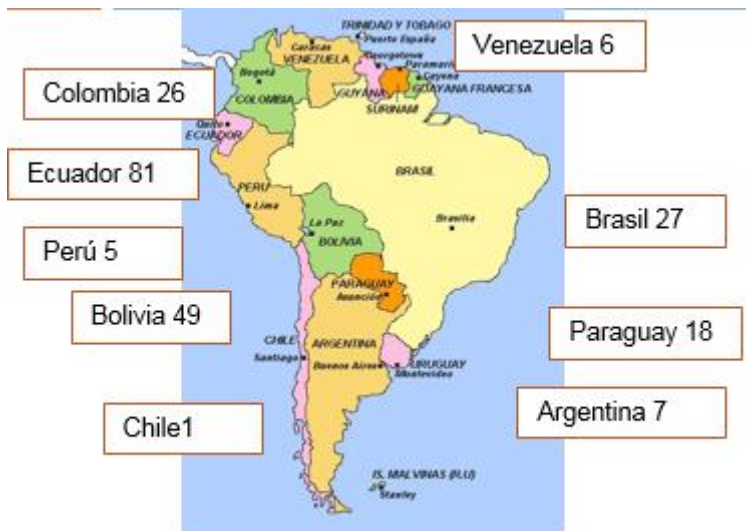 TRINIDAD Y TOBAGO
Puerto España
Venezuela 6
Caracas
VENEZUELA
Georgetown
Cayena
GUYANA
GUAYANA FRANCESA
SURINAM
Bogotá
COLOMBIA
Colombia 26
Quito
ECUADOR
Ecuador 81
BRASIL
PERU
Lima
Brasilia
Brasil 27
La Paz
BOLIVIA
Perú 5
PARAGUAY
Asunción
Bolivia 49
Paraguay 18
CHILE
Santiago
ARGENTINA
Buenos Aires
URUGUAY
Montevideo
Argentina 7
Chile1
IS. MALVINAS (R.U)
Stanley